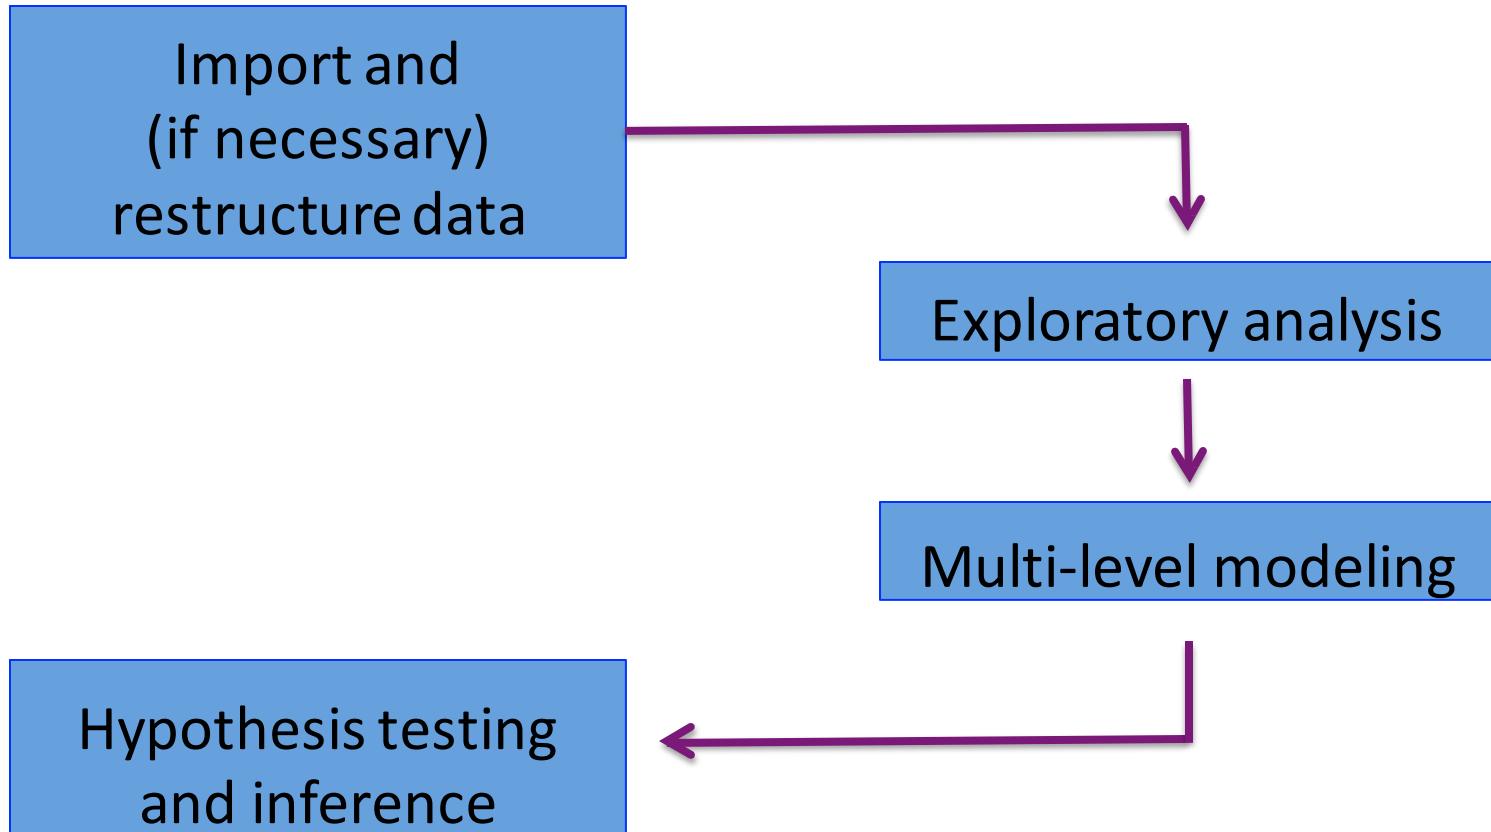 Import and
(if necessary)
restructure data
Exploratory analysis
Multi-level modeling
Hypothesis testing
and inference